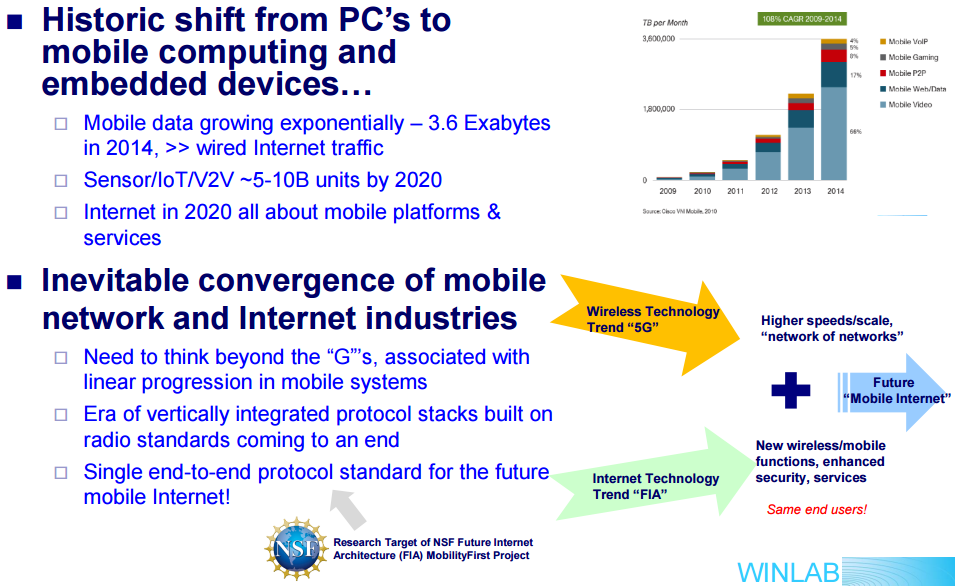 Historic shift from PC’s to
mobile computing and
embedded devices…
Mobile data growing exponentially – 3.6 Exabytes
in 2014, >> wired Internet traffic
Sensor/IoT/V2V ~5-10B units by 2020
Internet in 2020 all about mobile platforms &
services
TB per Month
108% CAGR 2009-2014
3,600,000
1,800,000
0
2009 2010 2011 2012 2013 2014
4%
5%
8%
17%
66%
Mobile VoIP
Mobile Gaming
Mobile P2P
Mobile Web/Data
Mobile Video
Source: Cisco VNI Mobile, 2010
Inevitable convergence of mobile
network and Internet industries
Need to think beyond the “G”’s, associated with
linear progression in mobile systems
Era of vertically integrated protocol stacks built on
radio standards coming to an end
Single end-to-end protocol standard for the future
mobile Internet!
Wireless Technology
Trend “5G”
Higher speeds/scale,
“network of networks”
Future
“Mobile Internet”
Internet Technology
Trend “FIA”
New wireless/mobile
functions, enhanced
security, services
Same end users!
NSF
Research Target of NSF Future Internet
Architecture (FIA) MobilityFirst Project
WINLAB